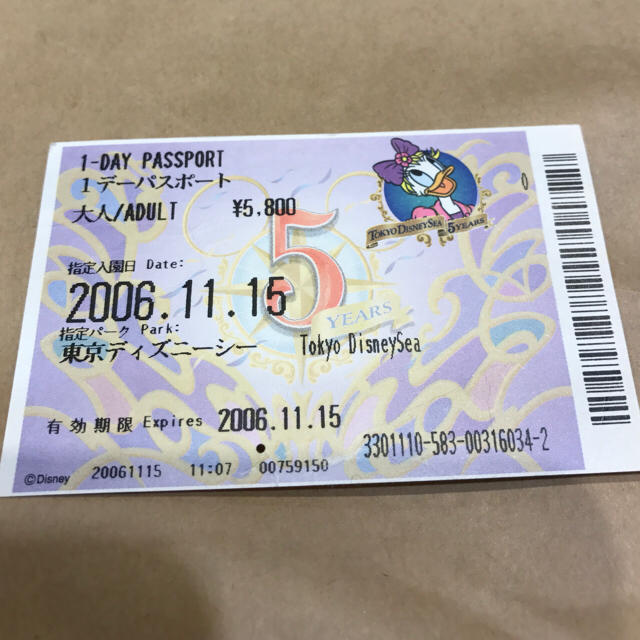 1-DAY PASSPORT
1デーパスポート
大人/ADULT ¥5,800
TOKYO DISNEYSEA 5 YEARS
0
指定入園日 Date:
2006.11.15
5 YEARS
指定パーク Park:
東京ディズニーシー Tokyo DisneySea
有効期限 Expires 2006.11.15
3301110-583-00316034-2
©Disney 20061115 11:07 00759150